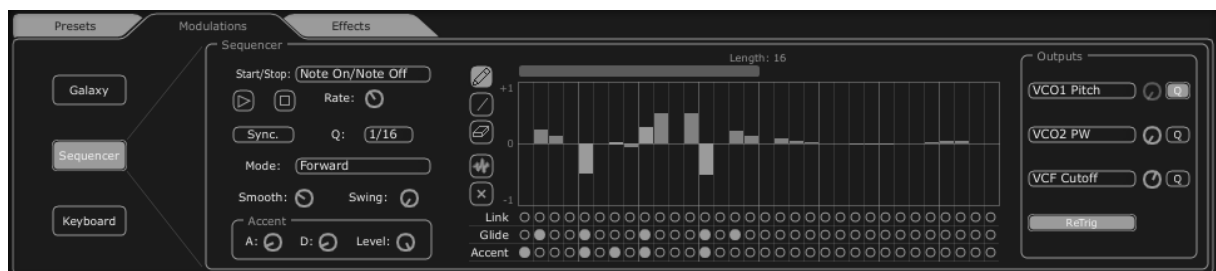 Presets
Modulations
Effects
Galaxy
Sequencer
Keyboard
Sequencer
Start/Stop: Note On/Note Off
Rate:
Sync.
Q: 1/16
Mode: Forward
Smooth:
Swing:
Accent
A:
D:
Level:
Length: 16
+1
0
-1
Link
Glide
Accent
Outputs
VCO1 Pitch
Q
VCO2 PW
Q
VCF Cutoff
Q
ReTrig